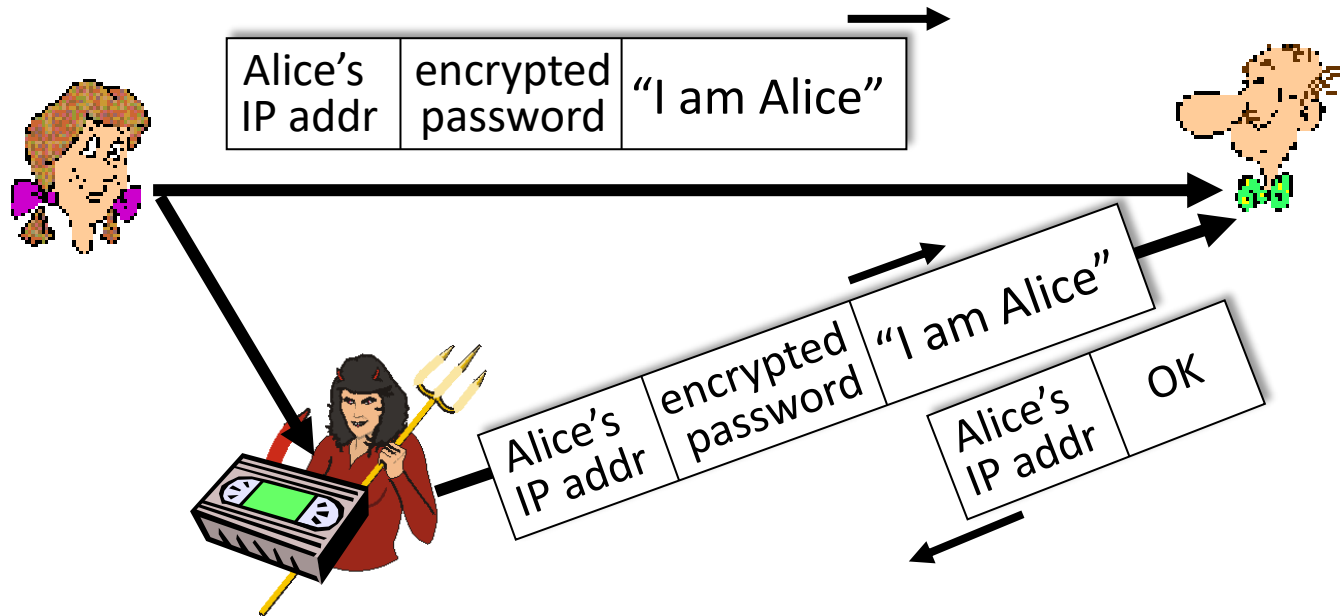 Alice’s
IP addr
encrypted
password
“I am Alice”
Alice’s
IP addr
encrypted
password
“I am Alice”
Alice’s
IP addr
OK